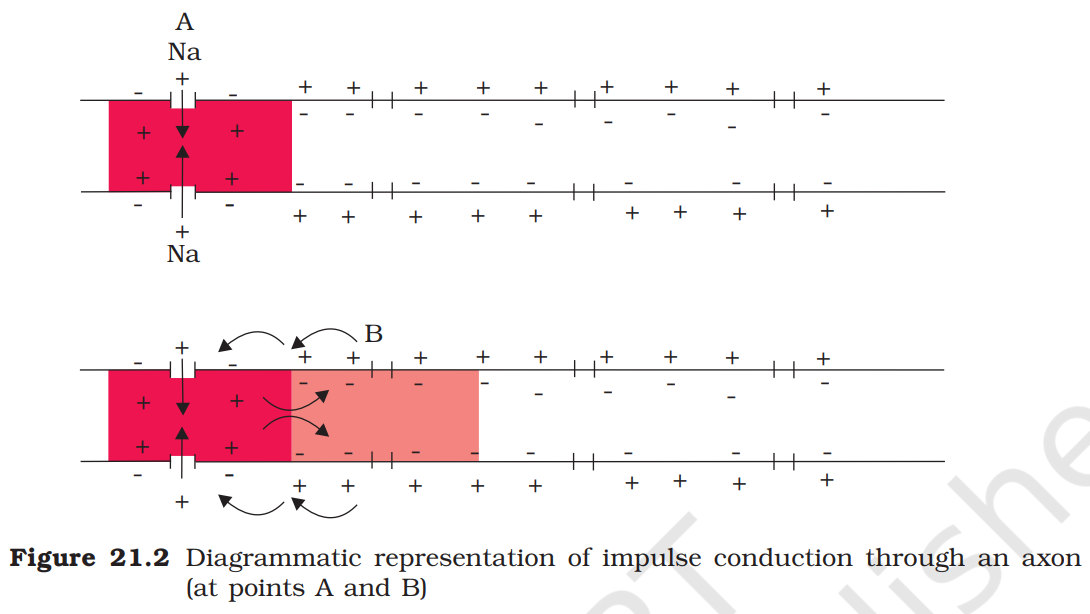 A
Na
+
- - + + + + + + + + +
- - - - - - - - -
+ +
+ +
- - - - - - - -
- - + + + + + + + + +
+
Na
B
+
- - + + + + + + + + +
- - - - - - - - -
+ +
+ +
- - - - - - - -
- - + + + + + + + + +
+
Figure 21.2 Diagrammatic representation of impulse conduction through an axon
(at points A and B)